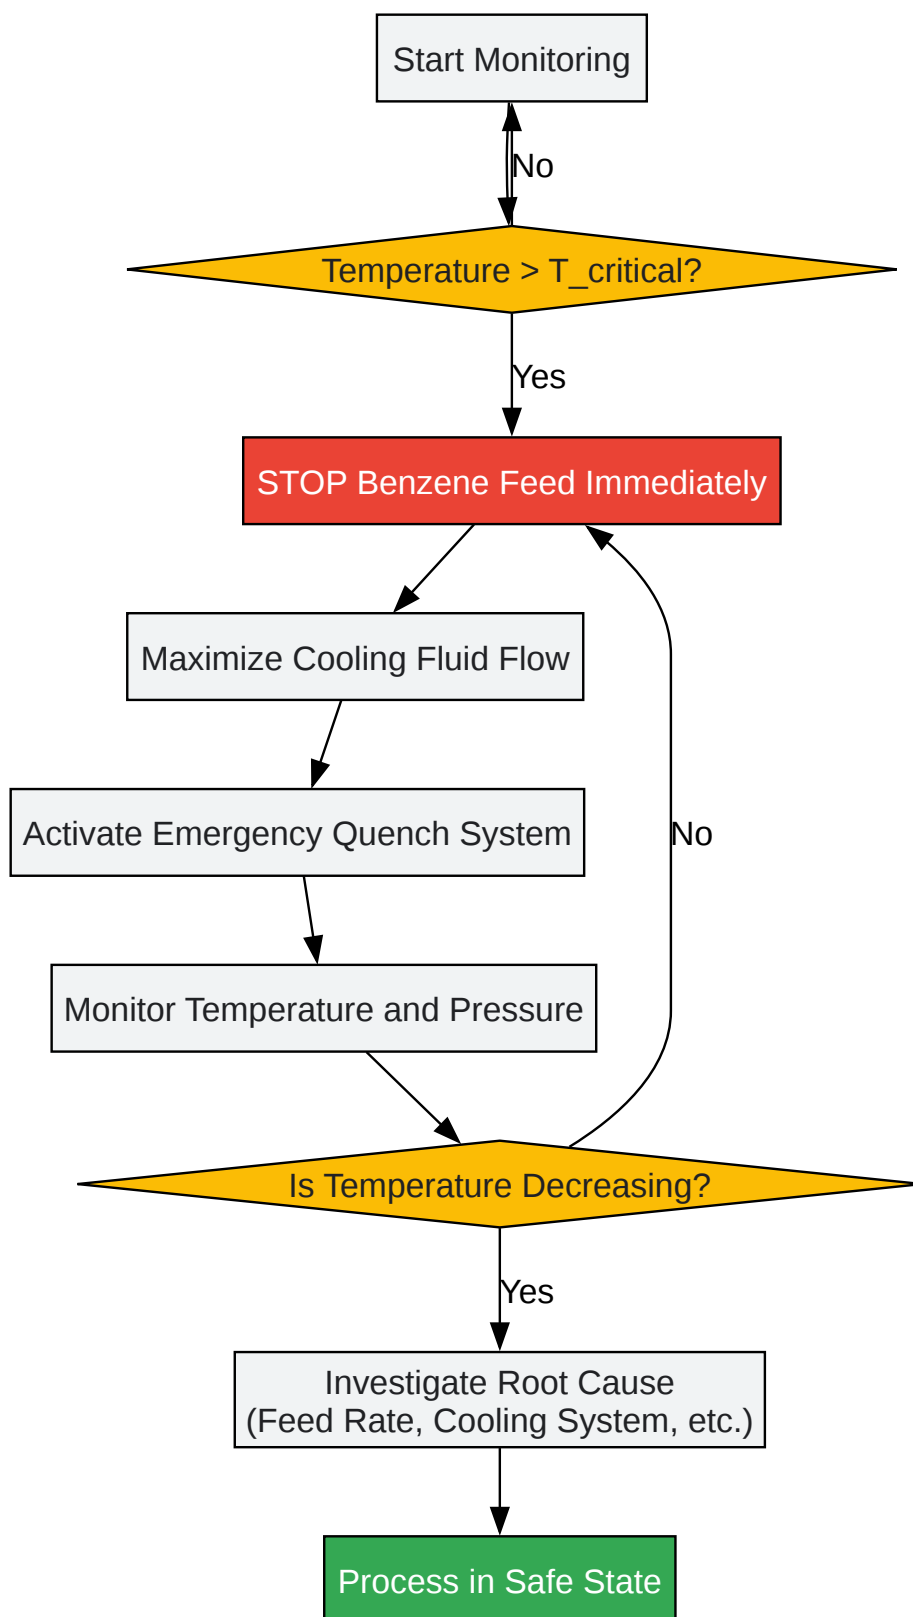 Start Monitoring
No
Temperature > T_critical?
Yes
STOP Benzene Feed Immediately
Maximize Cooling Fluid Flow
Activate Emergency Quench System
No
Monitor Temperature and Pressure
Is Temperature Decreasing?
Yes
Investigate Root Cause
(Feed Rate, Cooling System, etc.)
Process in Safe State